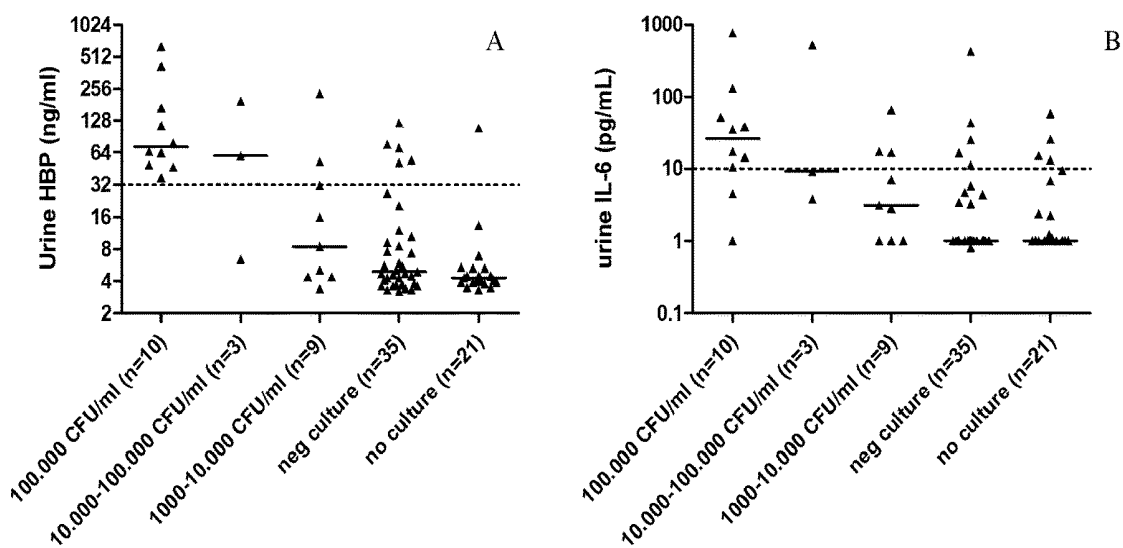 A
Urine HBP (ng/ml)
1024
512
256
128
64
32
16
8
4
2
100.000 CFU/ml (n=10)
10.000-100.000 CFU/ml (n=3)
1000-10.000 CFU/ml (n=9)
neg culture (n=35)
no culture (n=21)
B
urine IL-6 (pg/mL)
1000
100
10
1
0.1
100.000 CFU/ml (n=10)
10.000-100.000 CFU/ml (n=3)
1000-10.000 CFU/ml (n=9)
neg culture (n=35)
no culture (n=21)